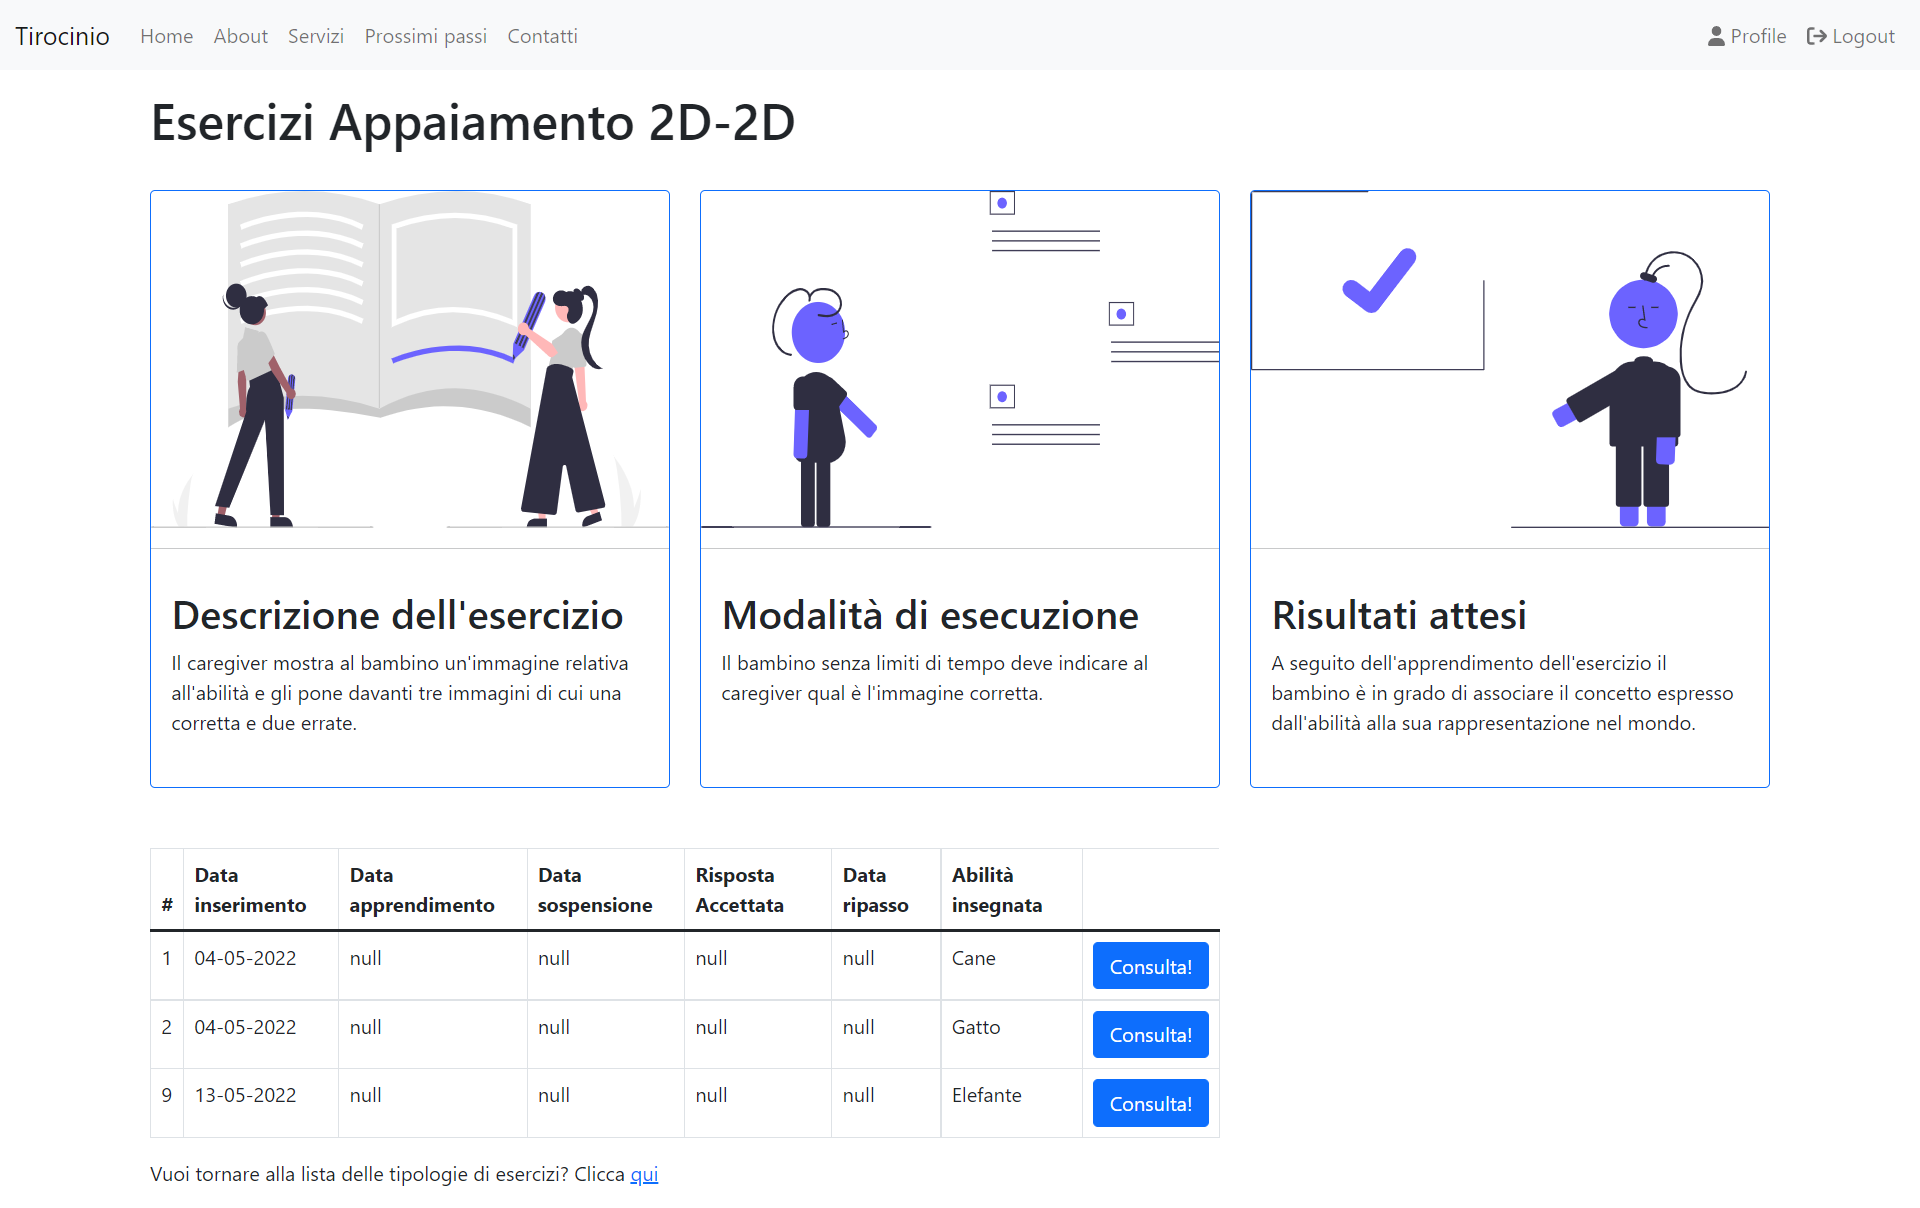 Tirocinio Home About Servizi Prossimi passi Contatti Profile Logout
Esercizi Appaiamento 2D-2D
Descrizione dell'esercizio
Il caregiver mostra al bambino un'immagine relativa
all'abilità e gli pone davanti tre immagini di cui una
corretta e due errate.
Modalità di esecuzione
Il bambino senza limiti di tempo deve indicare al
caregiver qual è l'immagine corretta.
Risultati attesi
A seguito dell'apprendimento dell'esercizio il
bambino è in grado di associare il concetto espresso
dall'abilità alla sua rappresentazione nel mondo.
# Data inserimento Data apprendimento Data sospensione Risposta Accettata Data ripasso Abilità insegnata
1 04-05-2022 null null null null Cane Consulta!
2 04-05-2022 null null null null Gatto Consulta!
9 13-05-2022 null null null null Elefante Consulta!
Vuoi tornare alla lista delle tipologie di esercizi? Clicca qui